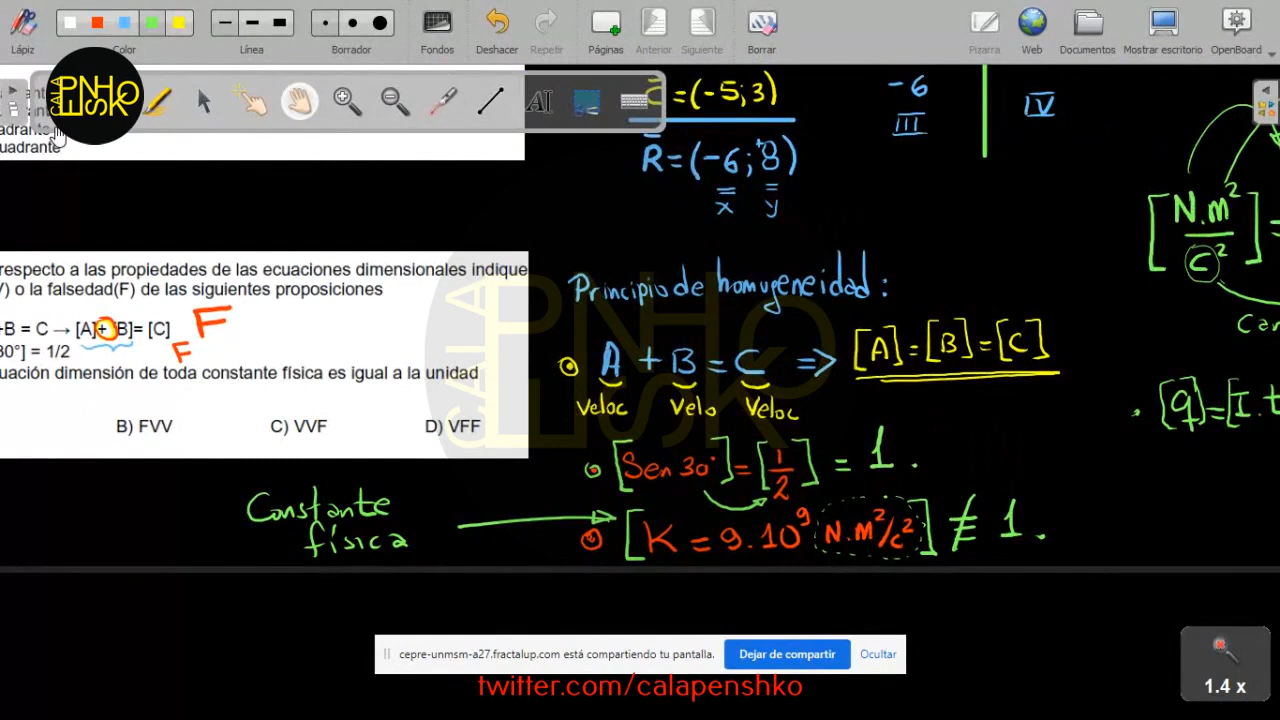 Lápiz
Color
Línea
Borrador
Fondos
Deshacer
Repetir
Páginas
Anterior
Siguiente
Borrar
Pizarra
Web
Documentos
Mostrar escritorio
OpenBoard
CALA PENSHKO
uadrante
=(-5;3)
R=(-6;8)
x y
-6
III
IV
[N.m²/C²]=
respecto a las propiedades de las ecuaciones dimensionales indique
V) o la falsedad(F) de las siguientes proposiciones
+B = C → [A]+[B]= [C] F
30°] = 1/2 F
uación dimensión de toda constante física es igual a la unidad
B) FVV C) VVF D) VFF
Principio de homogeneidad:
A + B = C ⇒ [A]=[B]=[C]
Veloc Velo Veloc
[Sen 30°]=[1/2] = 1.
Constante
física
[K = 9.10⁹ N.m²/c²] ≢ 1.
[q]=[I.t
cepre-unmsm-a27.fractalup.com está compartiendo tu pantalla.
Dejar de compartir
Ocultar
twitter.com/calapenshko
1.4 x